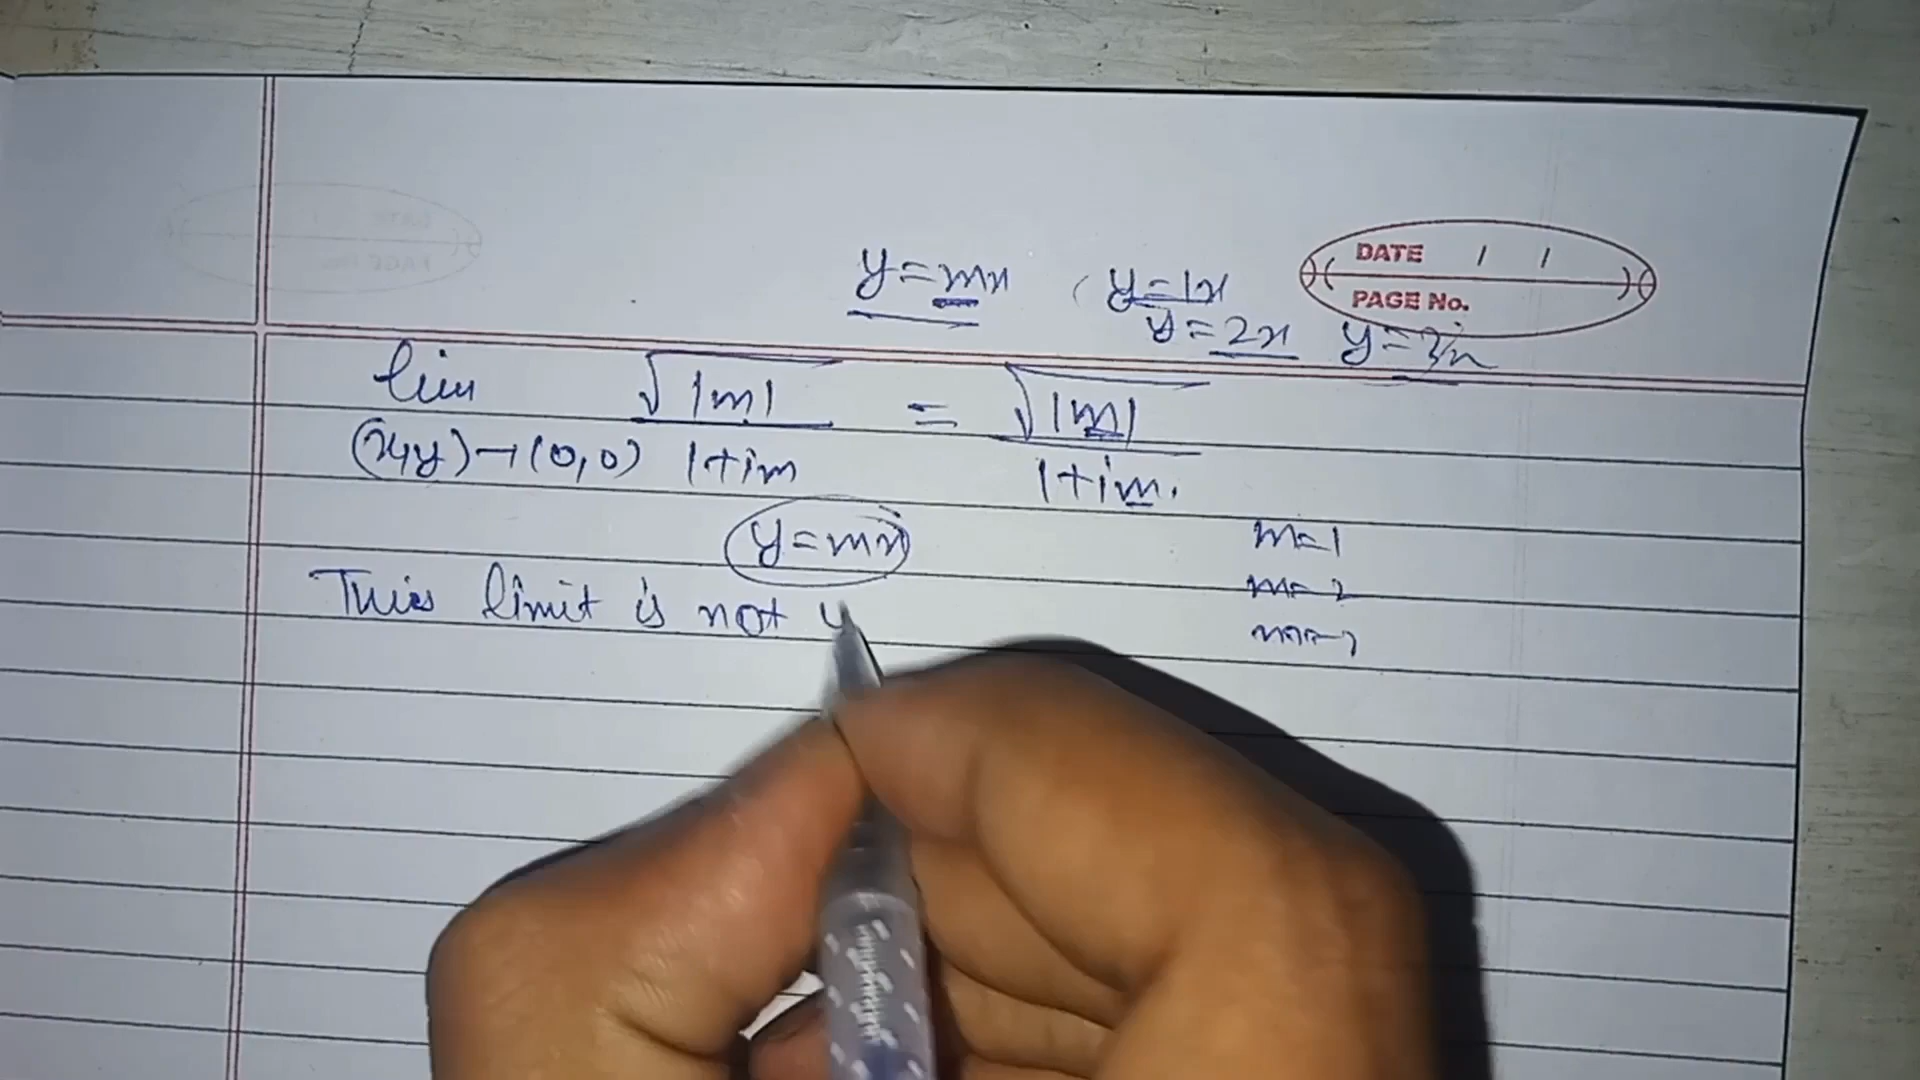 DATE / /
PAGE No.
y=mx (y=1x
y=2x y=3x
lim √|m| = √|m|
(x,y)→(0,0) 1+im 1+im.
y=mx m=1
m=2
This limit is not